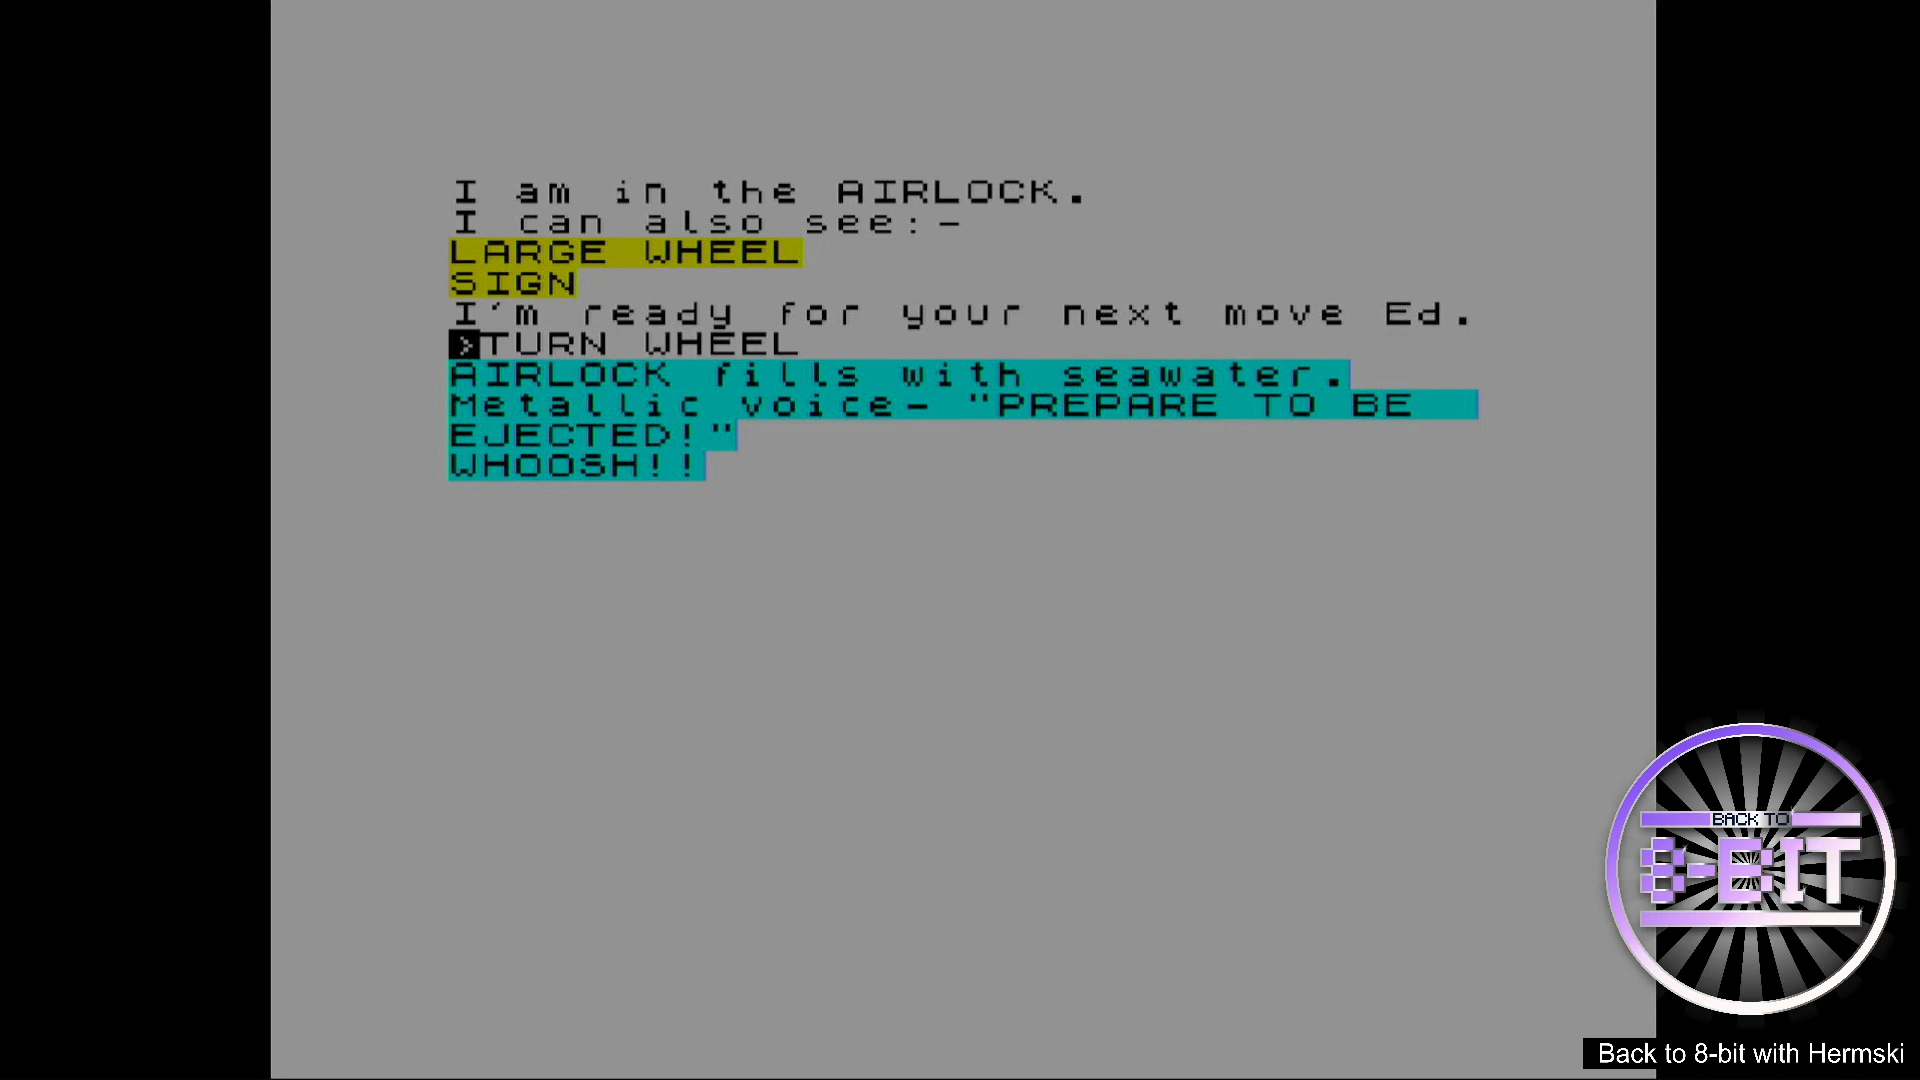 I am in the AIRLOCK.
I can also see:-
LARGE WHEEL
SIGN
I'm ready for your next move Ed.
>TURN WHEEL
AIRLOCK fills with seawater.
Metallic voice- "PREPARE TO BE
EJECTED!"
WHOOSH!!
BACK TO
8-BIT
Back to 8-bit with Hermski